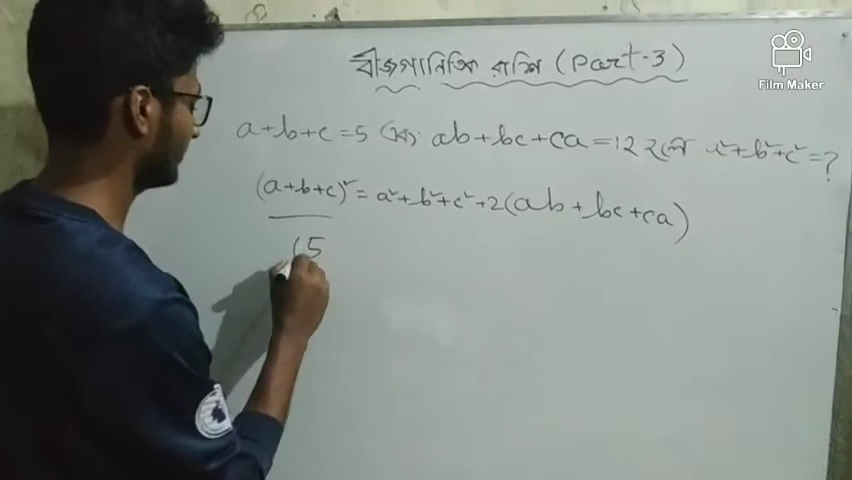 বীজগানিতিক রাশি (Part-3)
Film Maker
a+b+c=5 এবং ab+bc+ca=12 হলে a²+b²+c²=?
(a+b+c)²=a²+b²+c²+2(ab+bc+ca)
(5